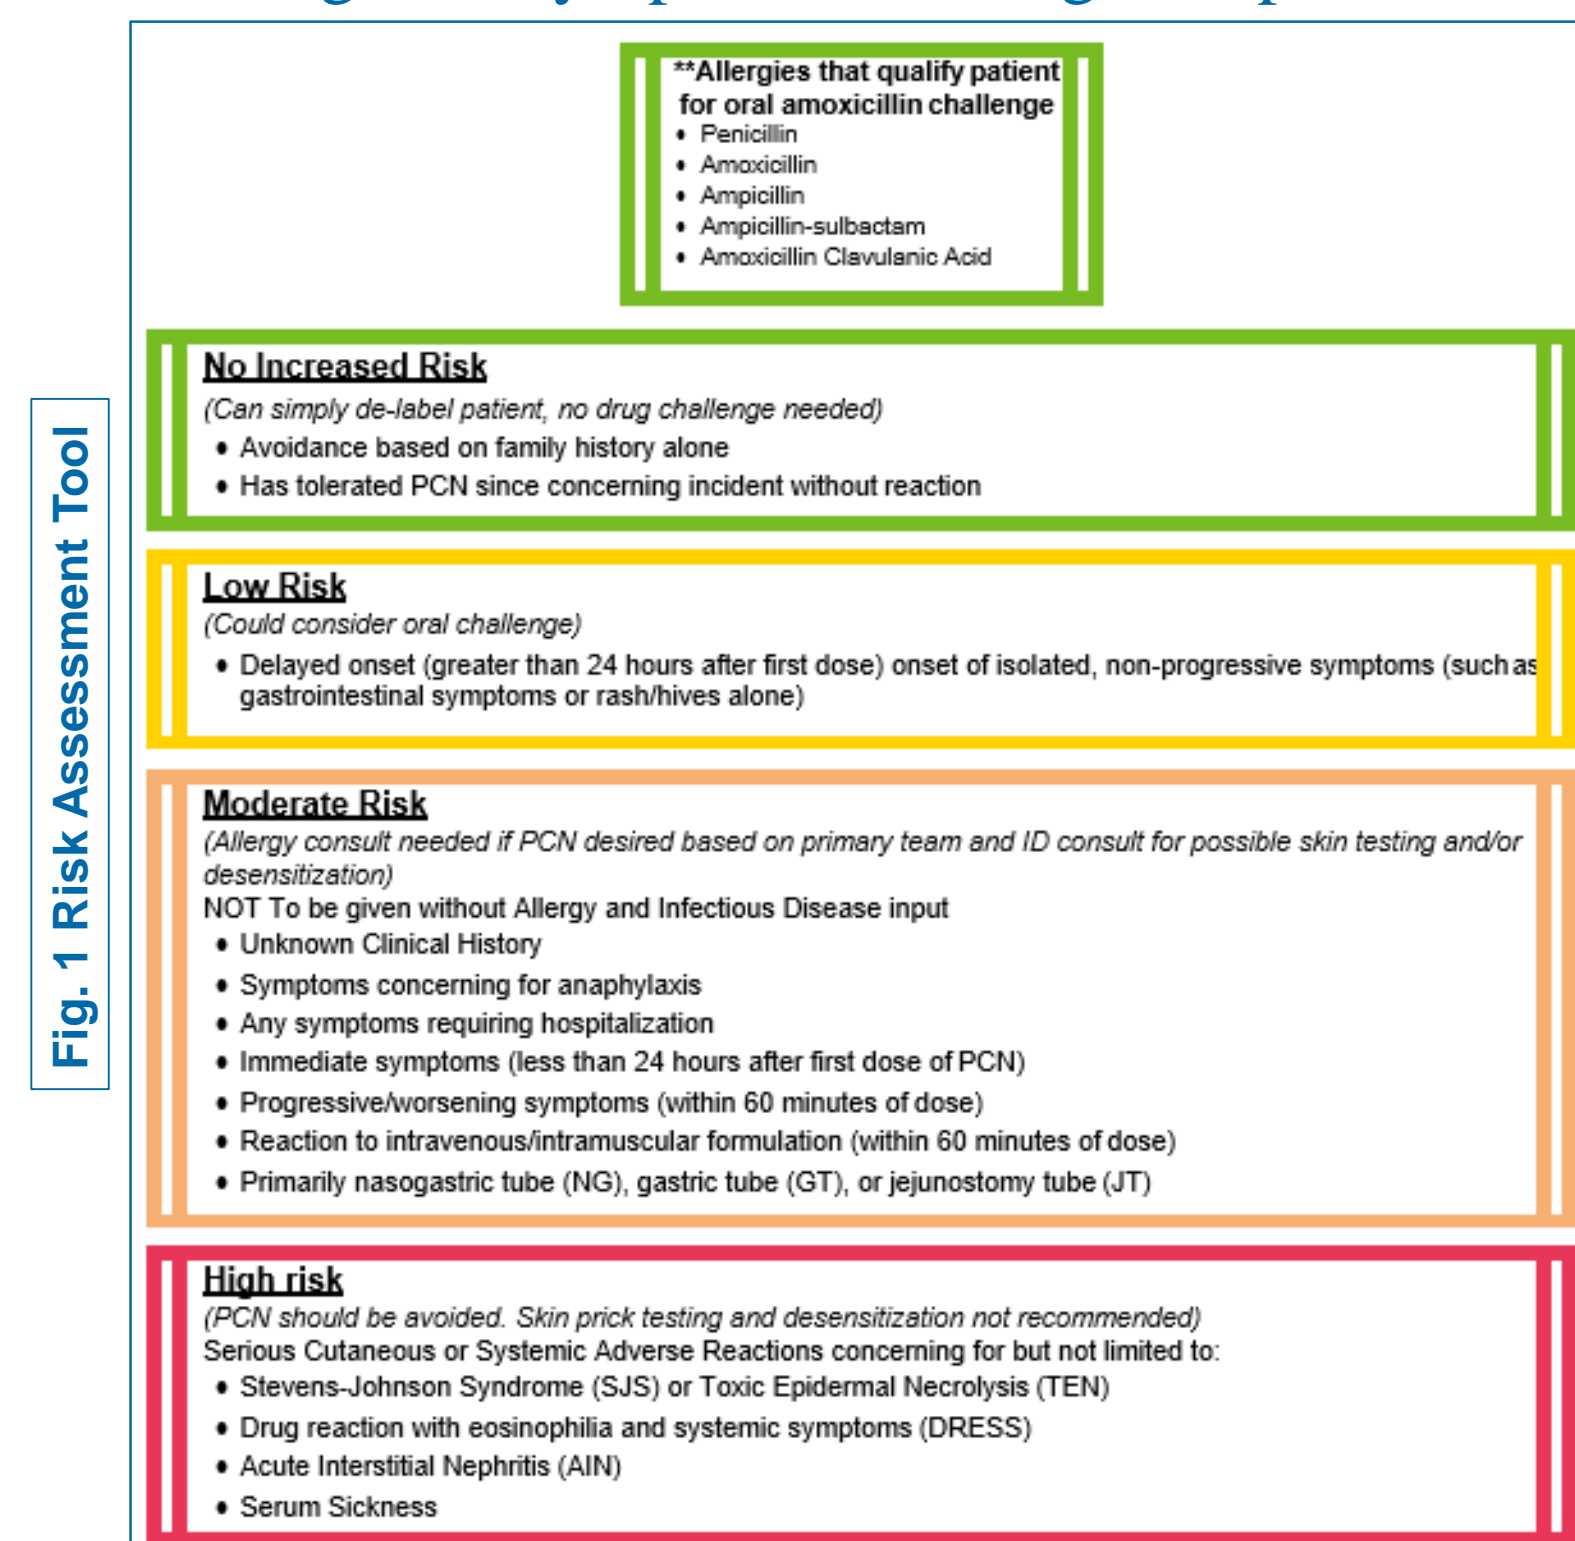 **Allergies that qualify patient
for oral amoxicillin challenge
• Penicillin
• Amoxicillin
• Ampicillin
• Ampicillin-sulbactam
• Amoxicillin Clavulanic Acid
Fig. 1 Risk Assessment Tool
No Increased Risk
(Can simply de-label patient, no drug challenge needed)
• Avoidance based on family history alone
• Has tolerated PCN since concerning incident without reaction
Low Risk
(Could consider oral challenge)
• Delayed onset (greater than 24 hours after first dose) onset of isolated, non-progressive symptoms (such as
gastrointestinal symptoms or rash/hives alone)
Moderate Risk
(Allergy consult needed if PCN desired based on primary team and ID consult for possible skin testing and/or
desensitization)
NOT To be given without Allergy and Infectious Disease input
• Unknown Clinical History
• Symptoms concerning for anaphylaxis
• Any symptoms requiring hospitalization
• Immediate symptoms (less than 24 hours after first dose of PCN)
• Progressive/worsening symptoms (within 60 minutes of dose)
• Reaction to intravenous/intramuscular formulation (within 60 minutes of dose)
• Primarily nasogastric tube (NG), gastric tube (GT), or jejunostomy tube (JT)
High risk
(PCN should be avoided. Skin prick testing and desensitization not recommended)
Serious Cutaneous or Systemic Adverse Reactions concerning for but not limited to:
• Stevens-Johnson Syndrome (SJS) or Toxic Epidermal Necrolysis (TEN)
• Drug reaction with eosinophilia and systemic symptoms (DRESS)
• Acute Interstitial Nephritis (AIN)
• Serum Sickness